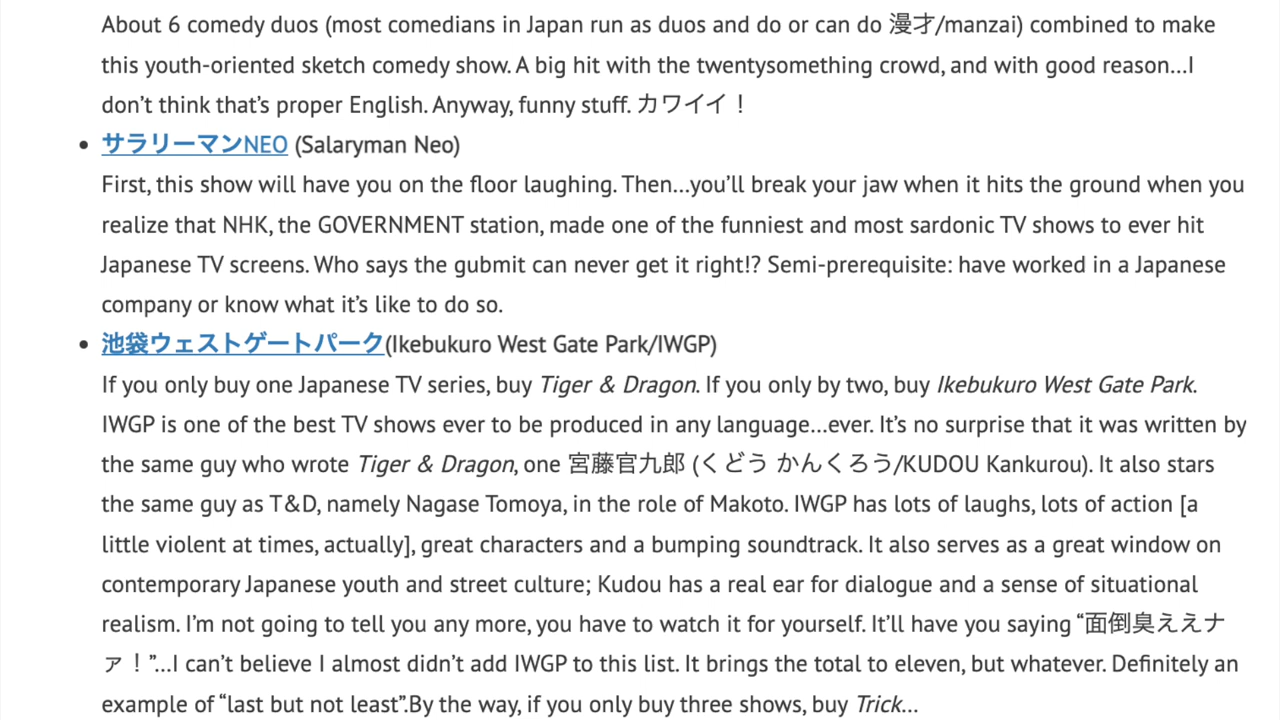 About 6 comedy duos (most comedians in Japan run as duos and do or can do 漫才/manzai) combined to make
this youth-oriented sketch comedy show. A big hit with the twentysomething crowd, and with good reason…I
don’t think that’s proper English. Anyway, funny stuff. カワイイ！
• サラリーマンNEO (Salaryman Neo)
First, this show will have you on the floor laughing. Then…you’ll break your jaw when it hits the ground when you
realize that NHK, the GOVERNMENT station, made one of the funniest and most sardonic TV shows to ever hit
Japanese TV screens. Who says the gubmit can never get it right!? Semi-prerequisite: have worked in a Japanese
company or know what it’s like to do so.
• 池袋ウェストゲートパーク(Ikebukuro West Gate Park/IWGP)
If you only buy one Japanese TV series, buy Tiger & Dragon. If you only by two, buy Ikebukuro West Gate Park.
IWGP is one of the best TV shows ever to be produced in any language…ever. It’s no surprise that it was written by
the same guy who wrote Tiger & Dragon, one 宮藤官九郎 (くどう かんくろう/KUDOU Kankurou). It also stars
the same guy as T&D, namely Nagase Tomoya, in the role of Makoto. IWGP has lots of laughs, lots of action [a
little violent at times, actually], great characters and a bumping soundtrack. It also serves as a great window on
contemporary Japanese youth and street culture; Kudou has a real ear for dialogue and a sense of situational
realism. I’m not going to tell you any more, you have to watch it for yourself. It’ll have you saying “面倒臭ええナ
ァ！”…I can’t believe I almost didn’t add IWGP to this list. It brings the total to eleven, but whatever. Definitely an
example of “last but not least”.By the way, if you only buy three shows, buy Trick…